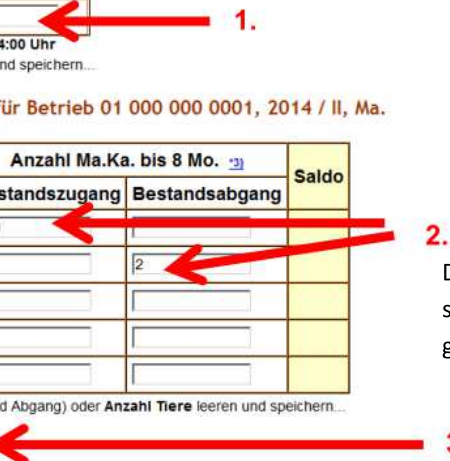 1.
4:00 Uhr
nd speichern...
für Betrieb 01 000 000 0001, 2014 / II, Ma.
Anzahl Ma.Ka. bis 8 Mo. *3)
Saldo
standszugang Bestandsabgang
2.
2
d Abgang) oder Anzahl Tiere leeren und speichern...